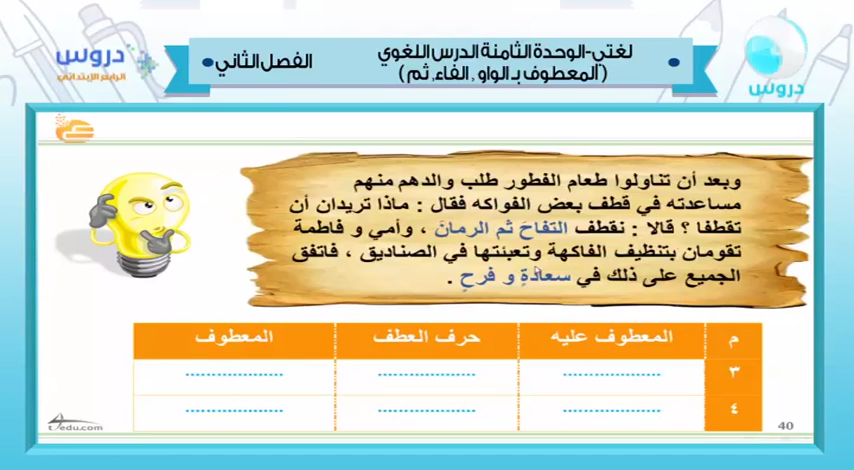 دروس
لغتي-الوحدة الثامنة الدرس اللغوي
(المعطوف بـ الواو , الفاء, ثم)
الفصل الثاني
دروس
الرابع الإبتدائي
وبعد أن تناولوا طعام الفطور طلب والدهم منهم
مساعدته في قطف بعض الفواكه فقال : ماذا تريدان أن
تقطفا ؟ قالا : نقطف التفاحَ ثم الرمانَ ، وأمي و فاطمة
تقومان بتنظيف الفاكهة وتعبئتها في الصناديق ، فاتفق
الجميع على ذلك في سعادةٍ و فرحٍ .
م المعطوف عليه حرف العطف المعطوف
٣ .................. .................. ..................
٤ .................. .................. ..................
40